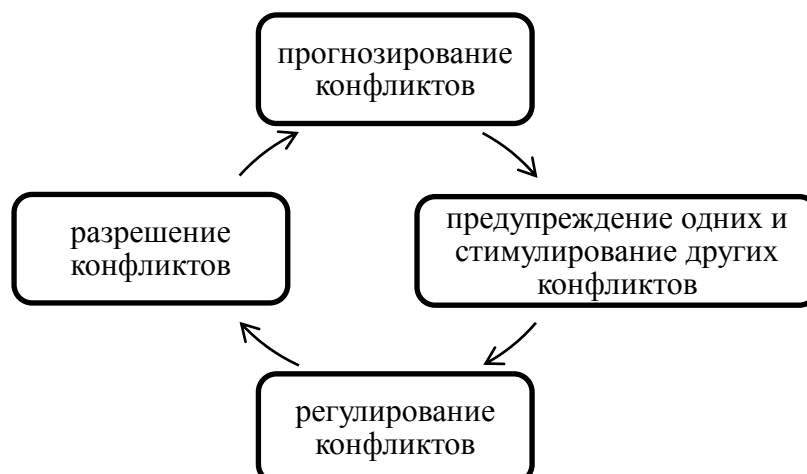 прогнозирование
конфликтов
предупреждение одних и
стимулирование других
конфликтов
регулирование
конфликтов
разрешение
конфликтов